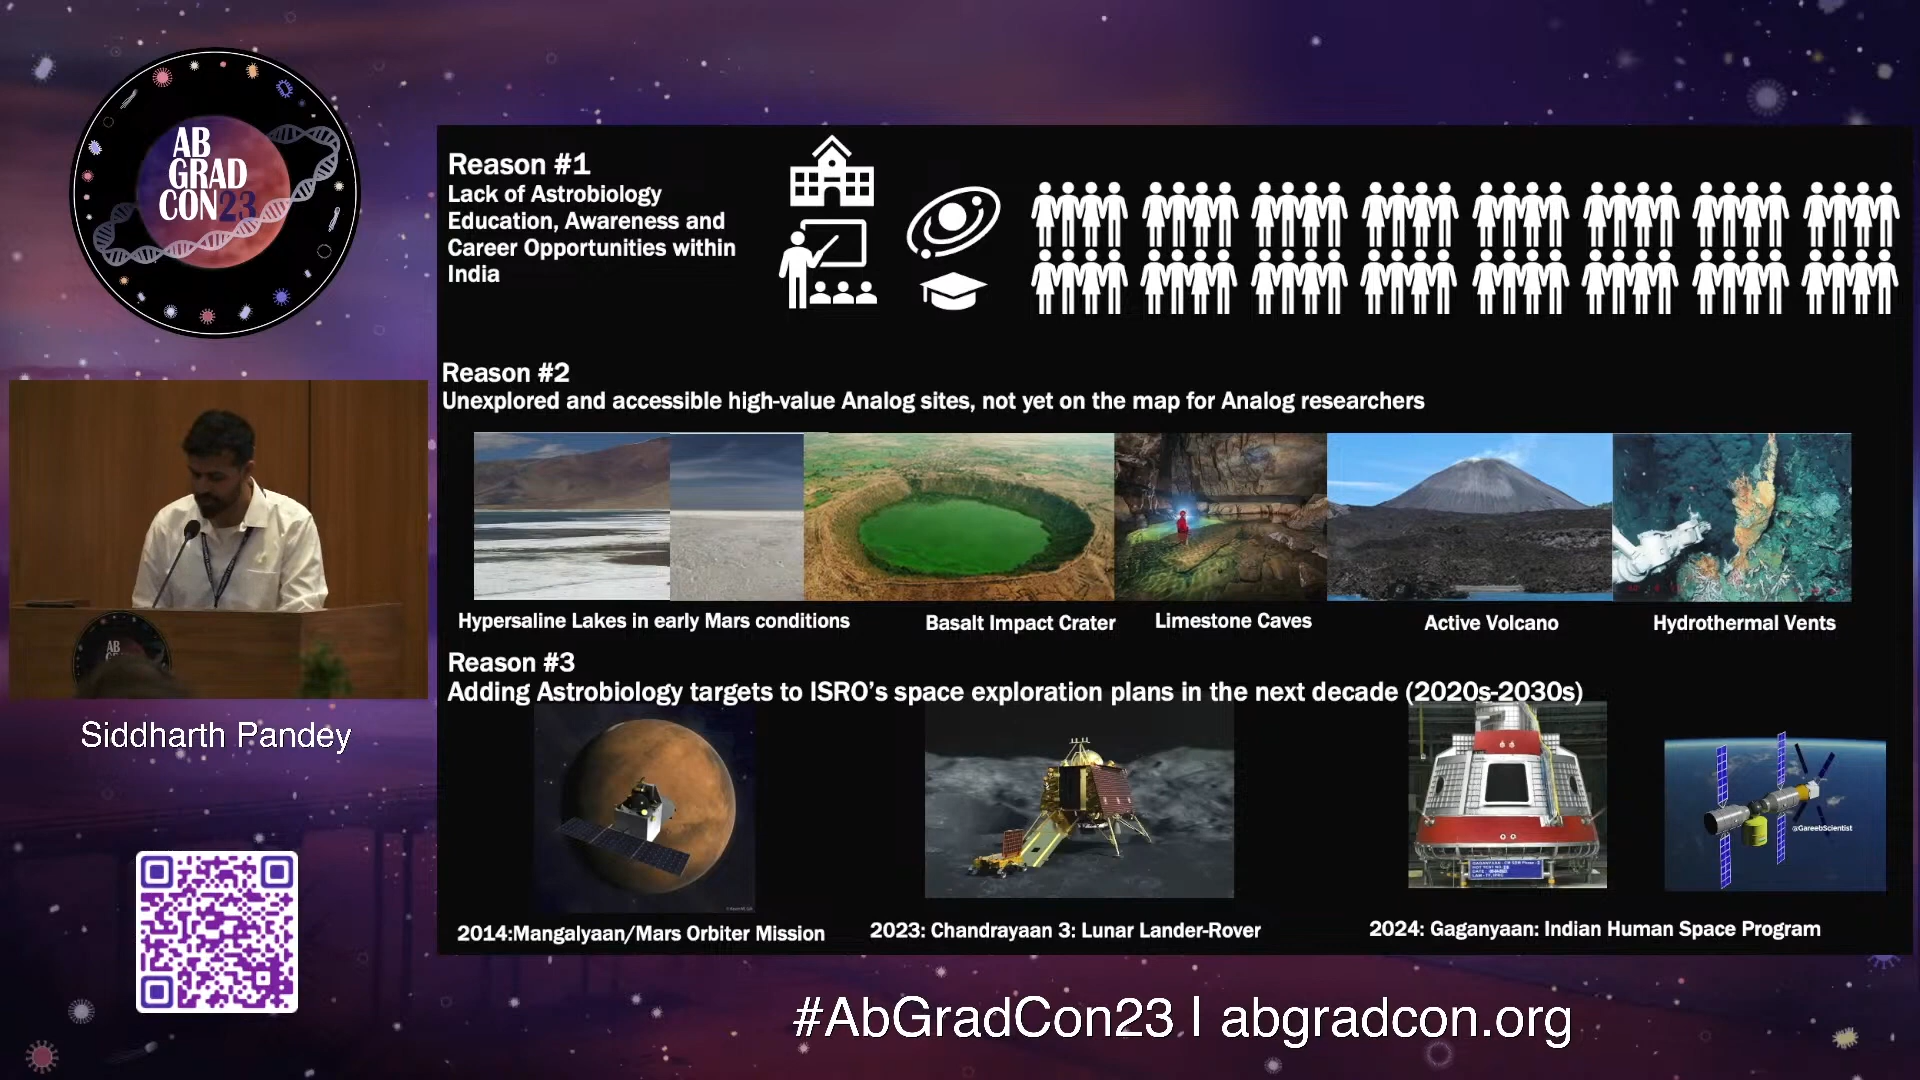 AB
GRAD
CON23
Reason #1
Lack of Astrobiology
Education, Awareness and
Career Opportunities within
India
Reason #2
Unexplored and accessible high-value Analog sites, not yet on the map for Analog researchers
Hypersaline Lakes in early Mars conditions
Basalt Impact Crater
Limestone Caves
Active Volcano
Hydrothermal Vents
Reason #3
Adding Astrobiology targets to ISRO's space exploration plans in the next decade (2020s-2030s)
@GareebScientist
2014:Mangalyaan/Mars Orbiter Mission
2023: Chandrayaan 3: Lunar Lander-Rover
2024: Gaganyaan: Indian Human Space Program
AB
Siddharth Pandey
#AbGradCon23 | abgradcon.org